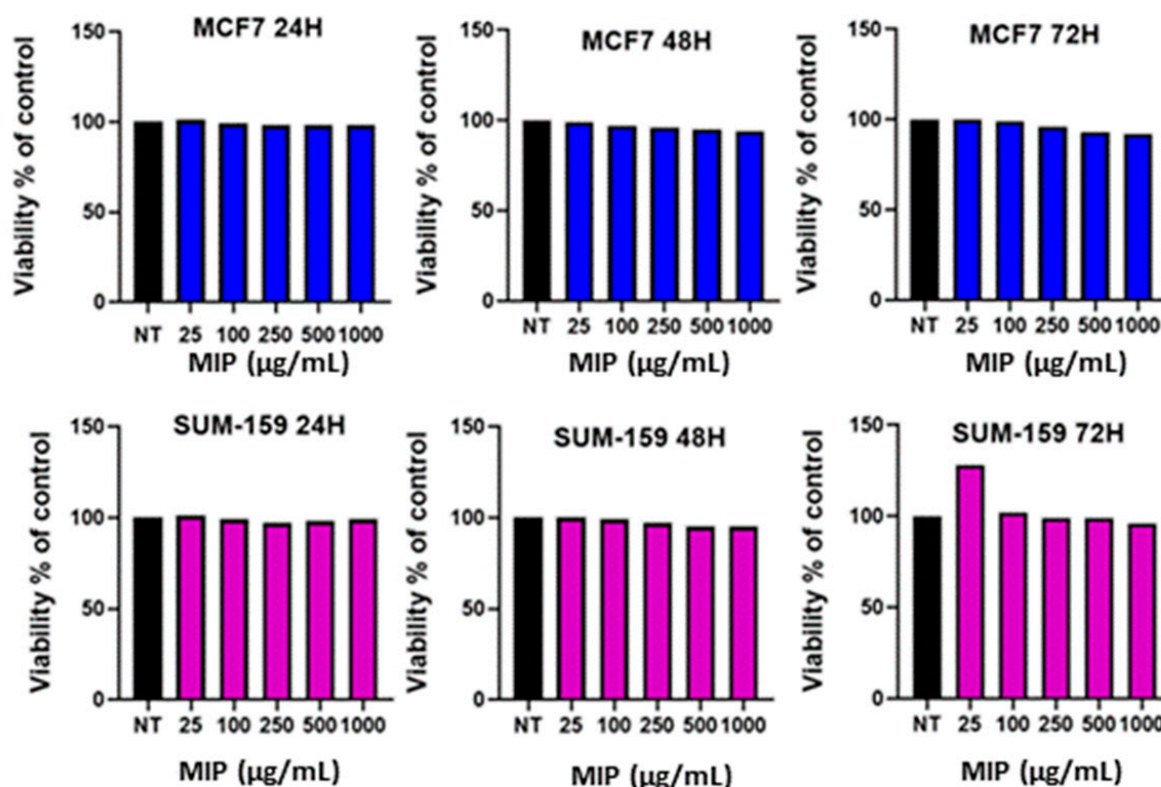 MCF7 24H
Viability % of control
150
100
50
0
NT 25 100 250 500 1000
MIP (µg/mL)
MCF7 48H
Viability % of control
150
100
50
0
NT 25 100 250 500 1000
MIP (µg/mL)
MCF7 72H
Viability % of control
150
100
50
0
NT 25 100 250 500 1000
MIP (µg/mL)
SUM-159 24H
Viability % of control
150
100
50
0
NT 25 100 250 500 1000
MIP (µg/mL)
SUM-159 48H
Viability % of control
150
100
50
0
NT 25 100 250 500 1000
MIP (µg/mL)
SUM-159 72H
Viability % of control
150
100
50
0
NT 25 100 250 500 1000
MIP (µg/mL)